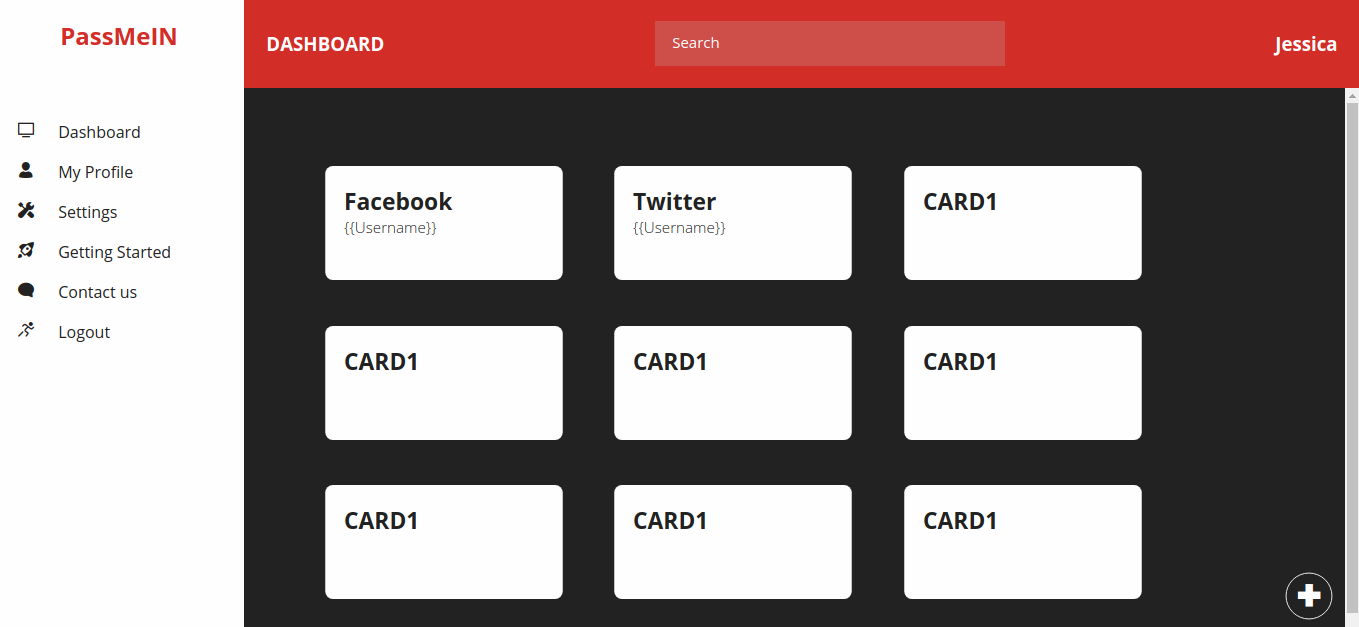 PassMeIN
DASHBOARD
Search
Jessica
Dashboard
My Profile
Settings
Getting Started
Contact us
Logout
Facebook
{{Username}}
Twitter
{{Username}}
CARD1
CARD1
CARD1
CARD1
CARD1
CARD1
CARD1